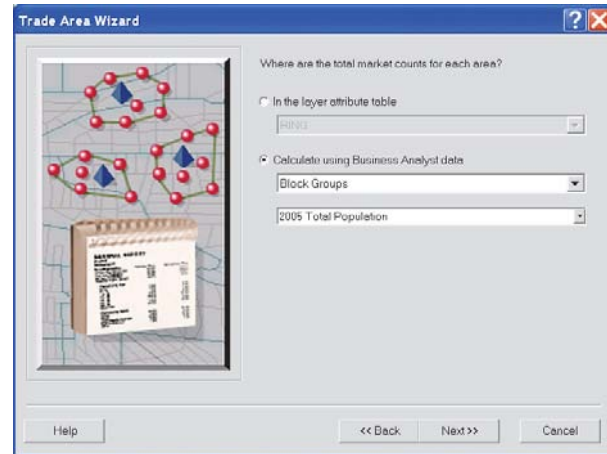 Trade Area Wizard
Where are the total market counts for each area?
In the layer attribute table
RING
Calculate using Business Analyst data
Block Groups
2005 Total Population
Help
<< Back
Next >>
Cancel